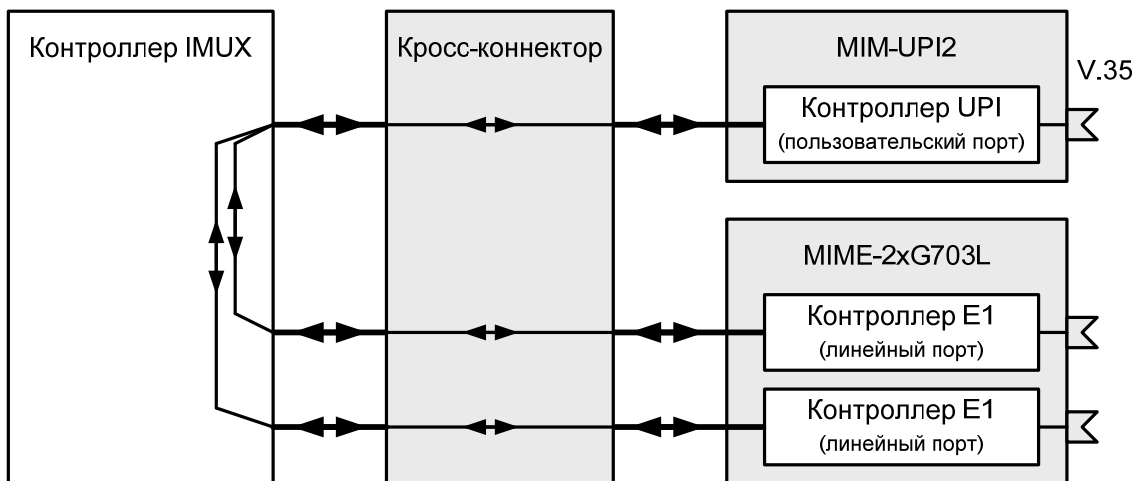 Контроллер IMUX
Кросс-коннектор
MIM-UPI2
V.35
Контроллер UPI
(пользовательский порт)
MIME-2xG703L
Контроллер E1
(линейный порт)
Контроллер E1
(линейный порт)